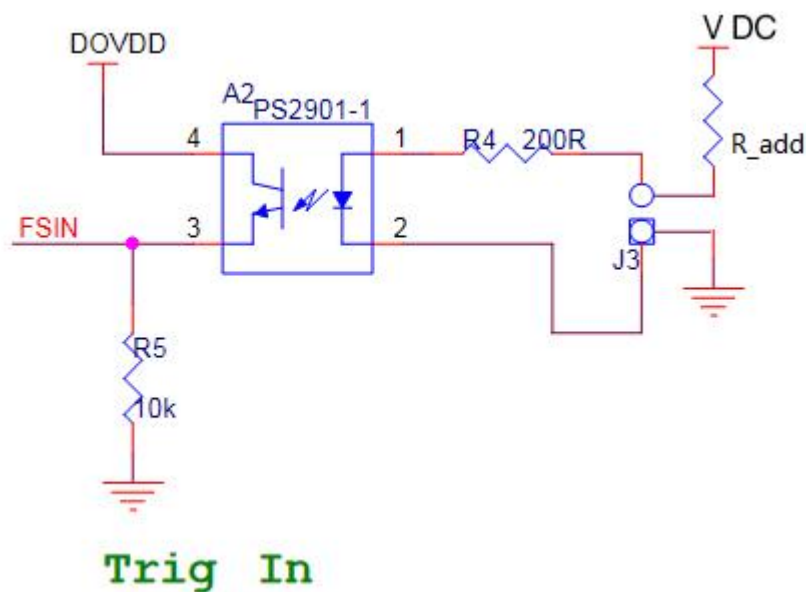 DOVDD
V DC
A2
PS2901-1
4
1
R4 200R
R_add
FSIN
3
2
J3
R5
10k
Trig In